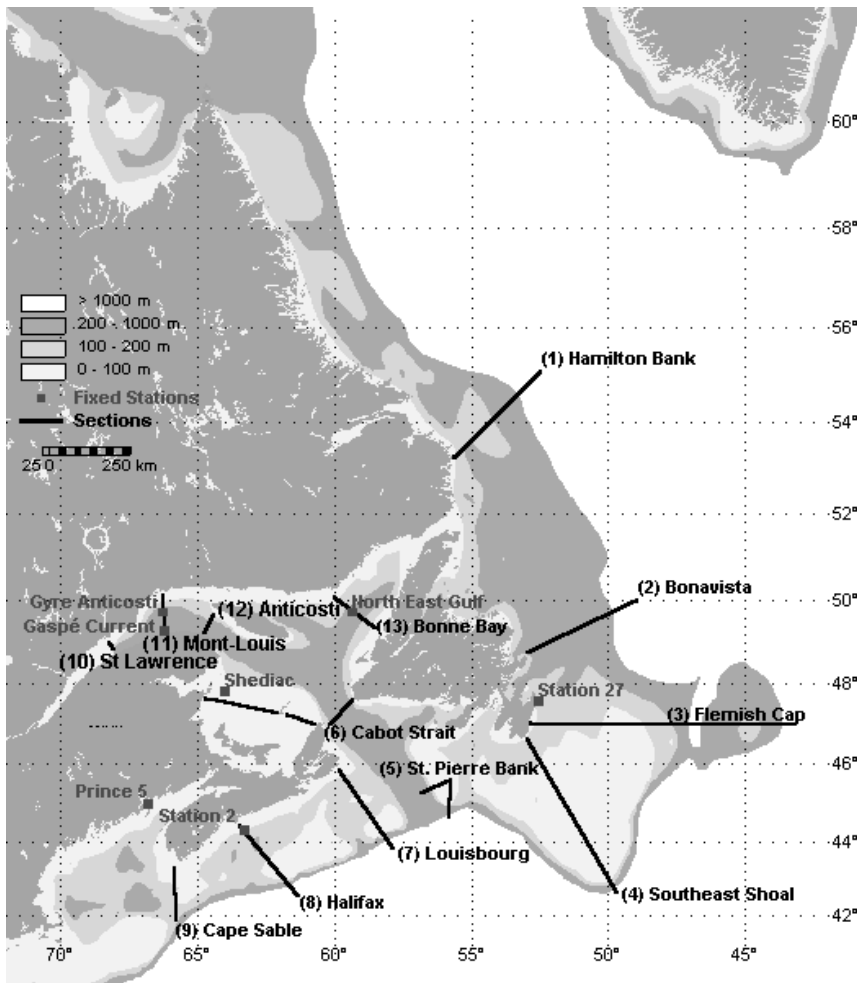 60°
58°
> 1000 m
200 - 1000 m
100 - 200 m
0 - 100 m
Fixed Stations
Sections
25 0 250 km
56°
(1) Hamilton Bank
54°
52°
(2) Bonavista
50°
Gyre Anticosti
(12) Anticosti
North East Gulf
Gaspé Current
(11) Mont-Louis
(13) Bonne Bay
(10) St Lawrence
48°
Shediac
Station 27
(3) Flemish Cap
(6) Cabot Strait
46°
(5) St. Pierre Bank
Prince 5
Station 2
(7) Louisbourg
44°
(4) Southeast Shoal
(8) Halifax
42°
(9) Cape Sable
70° 65° 60° 55° 50° 45°